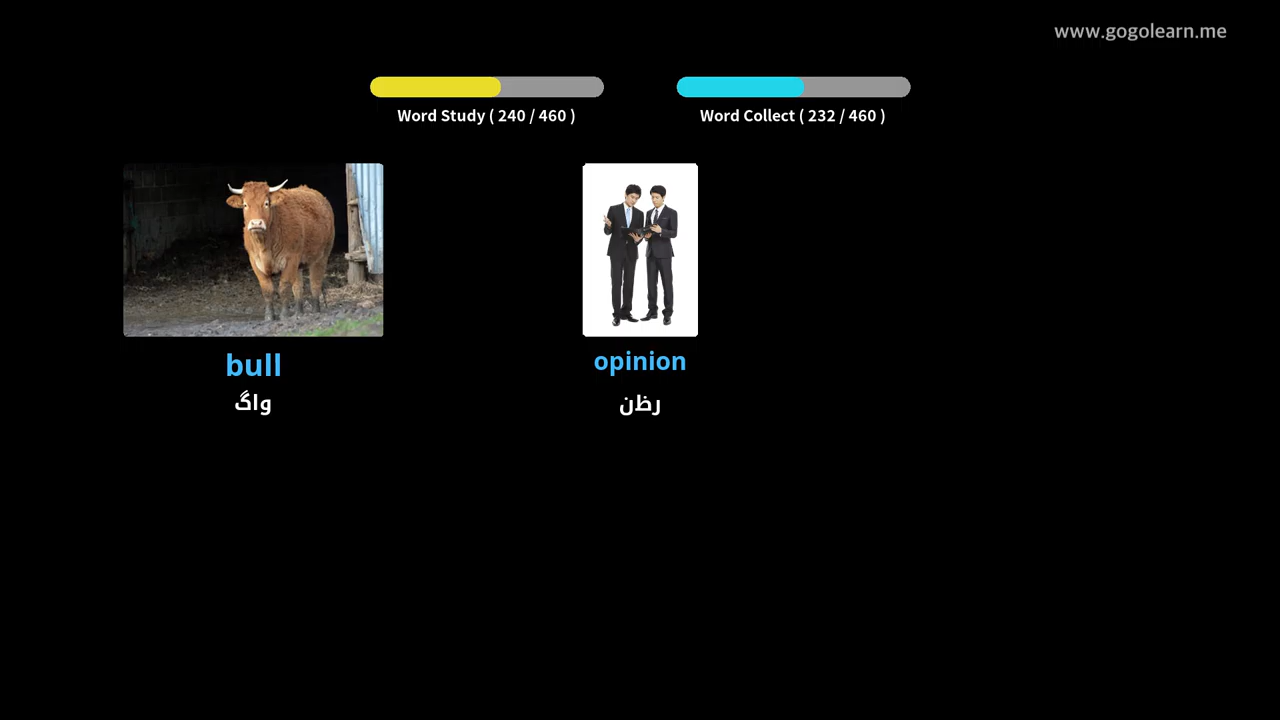 www.gogolearn.me
Word Study ( 240 / 460 )
Word Collect ( 232 / 460 )
bull
واگ
opinion
رظن